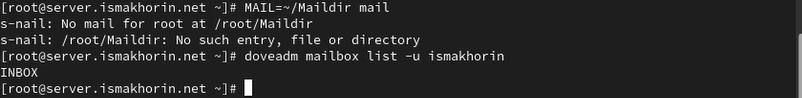 [root@server.ismakhorin.net ~]# MAIL=~/Maildir mail
s-nail: No mail for root at /root/Maildir
s-nail: /root/Maildir: No such entry, file or directory
[root@server.ismakhorin.net ~]# doveadm mailbox list -u ismakhorin
INBOX
[root@server.ismakhorin.net ~]#